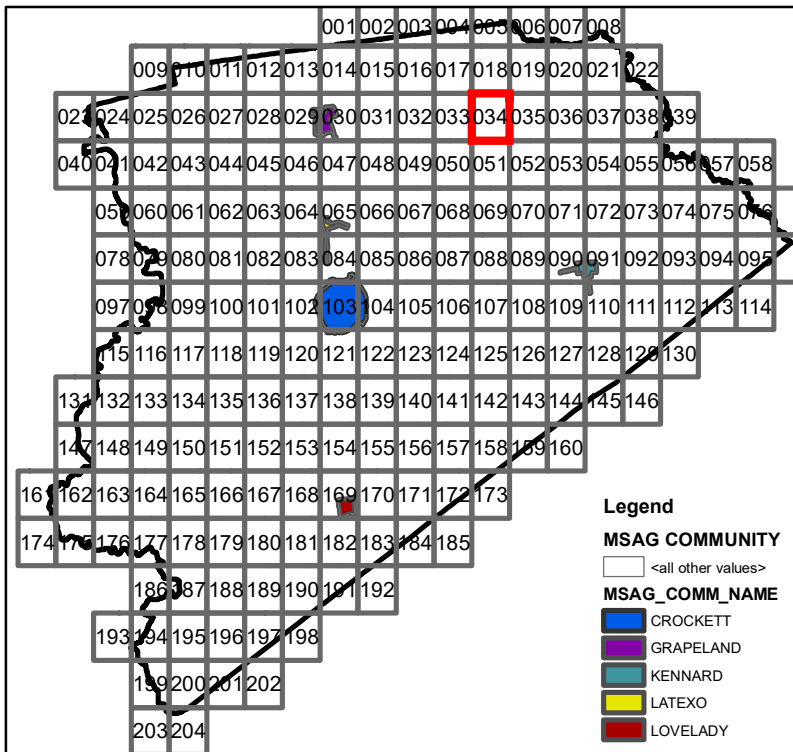 001 002 003 004 005 006 007 008
009 010 011 012 013 014 015 016 017 018 019 020 021 022
023 024 025 026 027 028 029 030 031 032 033 034 035 036 037 038 039
040 041 042 043 044 045 046 047 048 049 050 051 052 053 054 055 056 057 058
059 060 061 062 063 064 065 066 067 068 069 070 071 072 073 074 075 076
078 079 080 081 082 083 084 085 086 087 088 089 090 091 092 093 094 095
097 098 099 100 101 102 103 104 105 106 107 108 109 110 111 112 113 114
115 116 117 118 119 120 121 122 123 124 125 126 127 128 129 130
131 132 133 134 135 136 137 138 139 140 141 142 143 144 145 146
147 148 149 150 151 152 153 154 155 156 157 158 159 160
161 162 163 164 165 166 167 168 169 170 171 172 173
174 175 176 177 178 179 180 181 182 183 184 185
186 187 188 189 190 191 192
193 194 195 196 197 198
199 200 201 202
203 204
Legend
MSAG COMMUNITY
<all other values>
MSAG_COMM_NAME
CROCKETT
GRAPELAND
KENNARD
LATEXO
LOVELADY